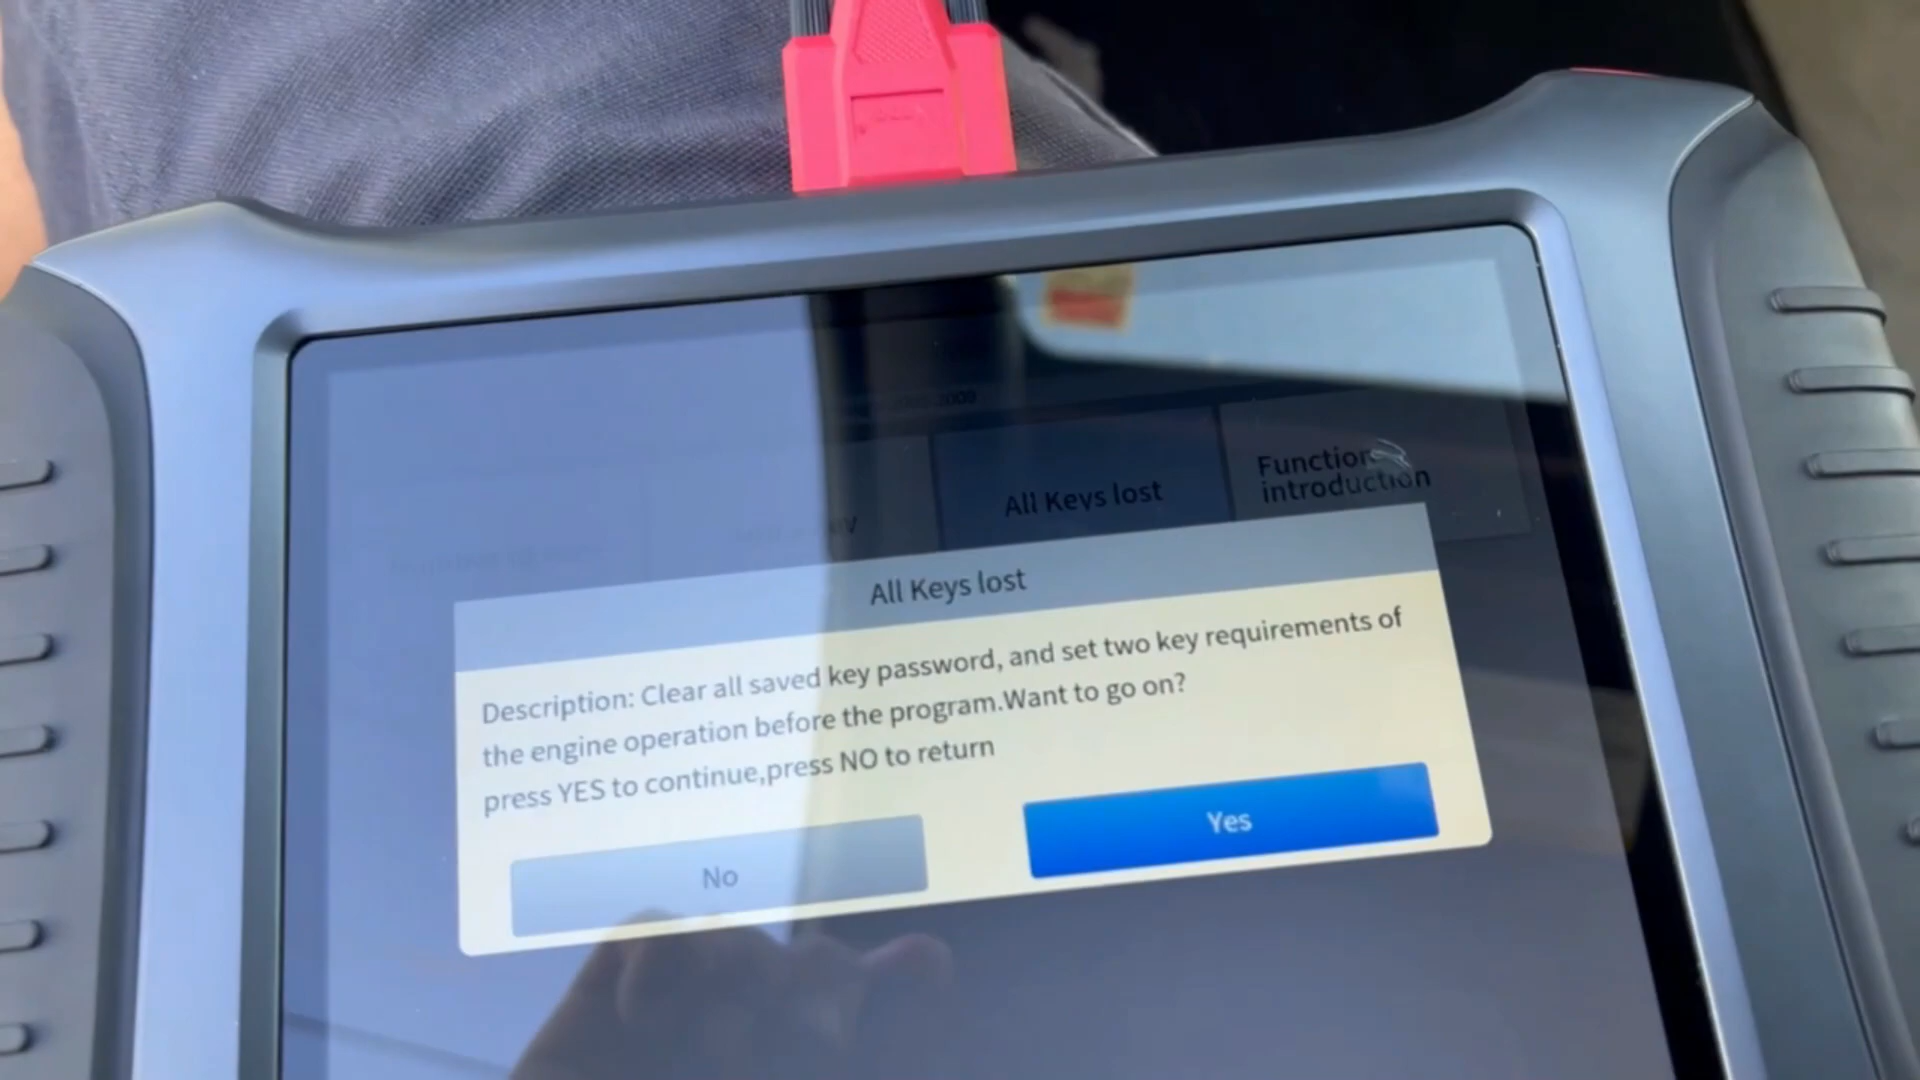 All Keys lost
Function
introduction
All Keys lost
Description: Clear all saved key password, and set two key requirements of
the engine operation before the program.Want to go on?
press YES to continue,press NO to return
No
Yes